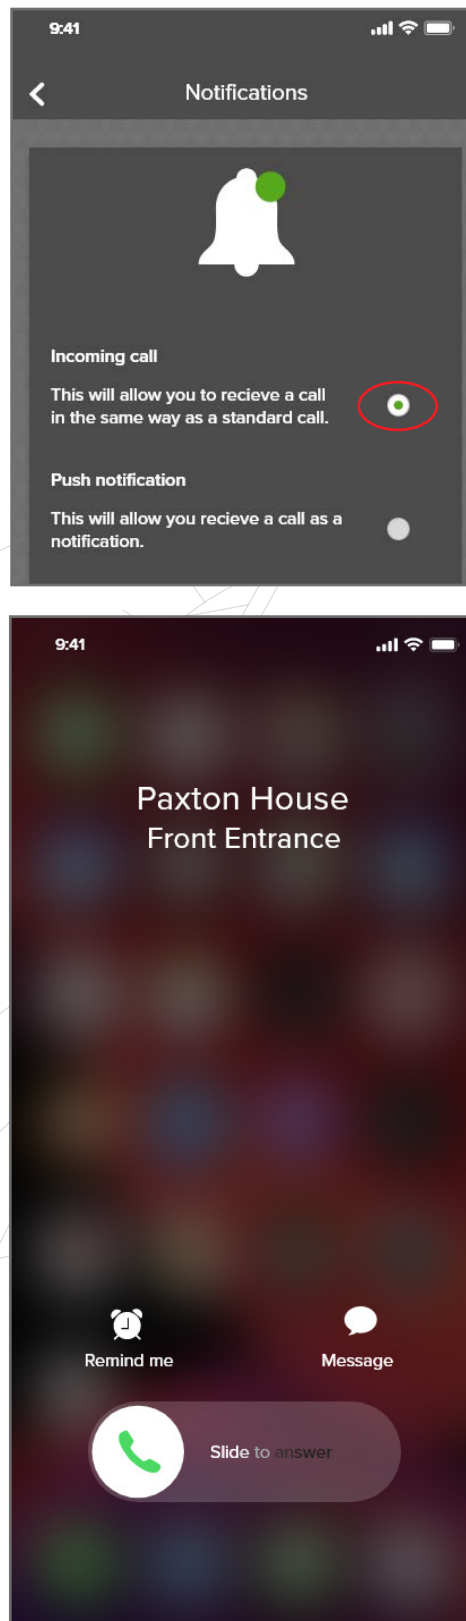 9:41
Notifications
Incoming call
This will allow you to recieve a call
in the same way as a standard call.
Push notification
This will allow you recieve a call as a
notification.
9:41
Paxton House
Front Entrance
Remind me
Message
Slide to answer